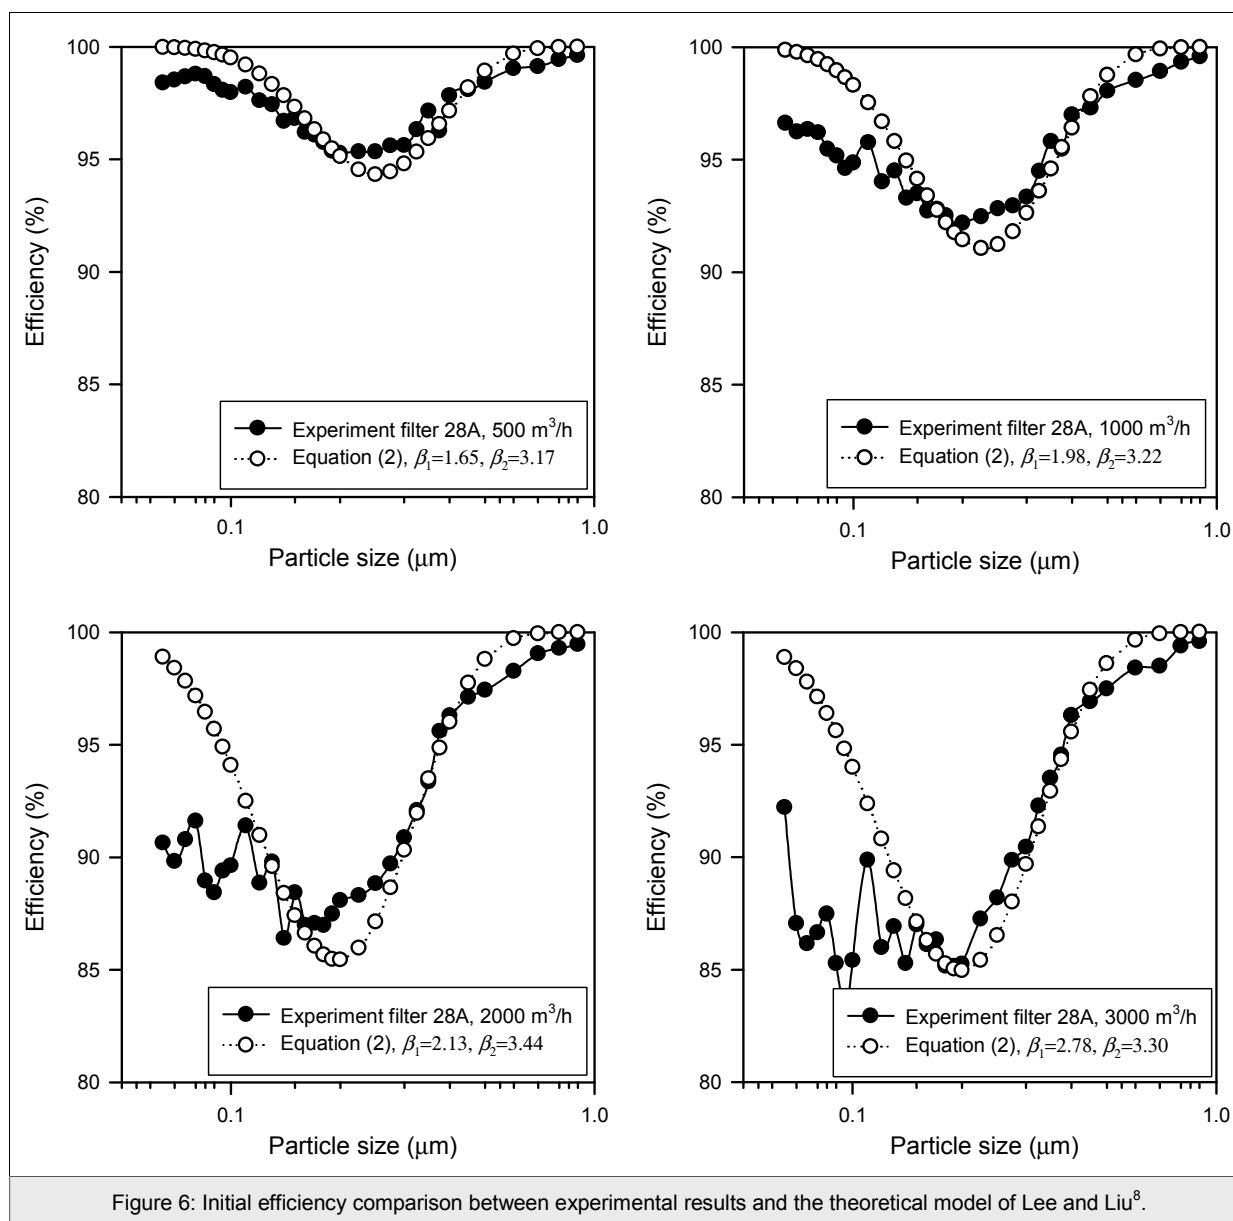 100
95
90
85
80
Efficiency (%)
Experiment filter 28A, 500 m³/h
Equation (2), β₁=1.65, β₂=3.17
0.1
1.0
Particle size (μm)
100
95
90
85
80
Efficiency (%)
Experiment filter 28A, 1000 m³/h
Equation (2), β₁=1.98, β₂=3.22
0.1
1.0
Particle size (μm)
100
95
90
85
80
Efficiency (%)
Experiment filter 28A, 2000 m³/h
Equation (2), β₁=2.13, β₂=3.44
0.1
1.0
Particle size (μm)
100
95
90
85
80
Efficiency (%)
Experiment filter 28A, 3000 m³/h
Equation (2), β₁=2.78, β₂=3.30
0.1
1.0
Particle size (μm)
Figure 6: Initial efficiency comparison between experimental results and the theoretical model of Lee and Liu⁸.